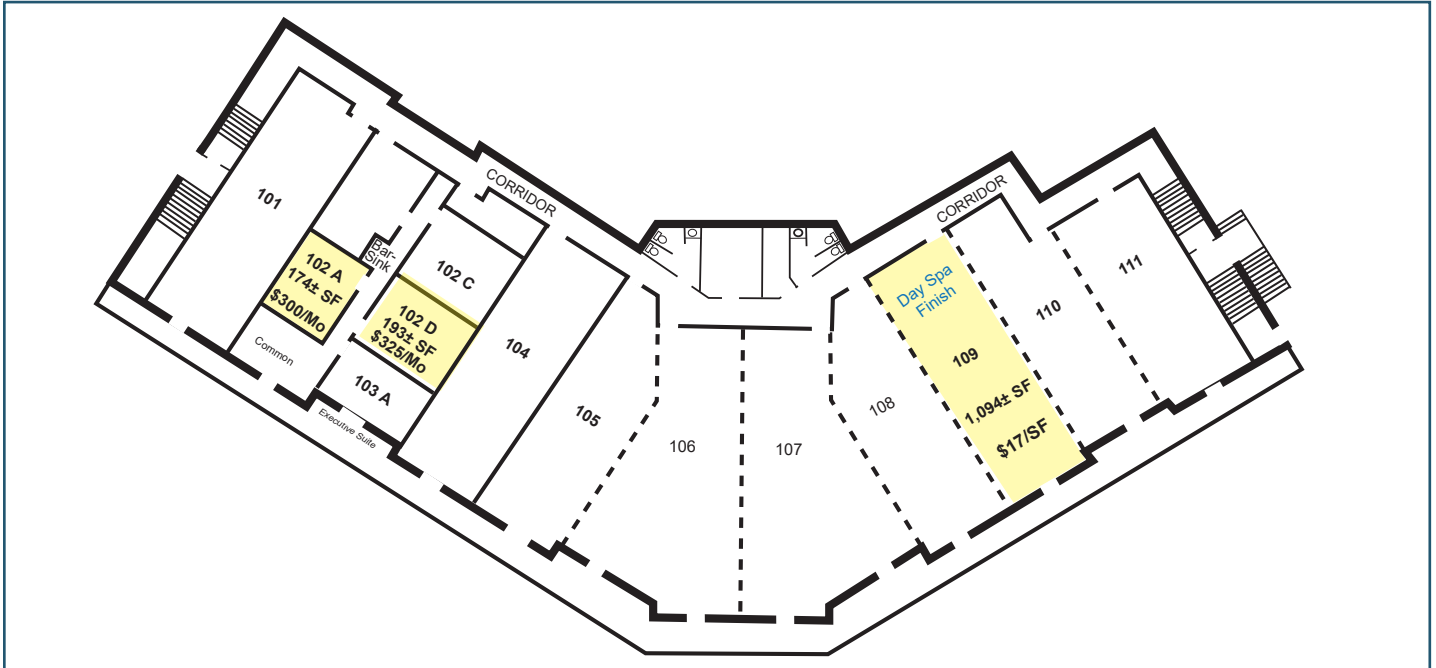 101
102 A
174± SF
$300/Mo
Bar-
Sink
Common
102 C
102 D
193± SF
$325/Mo
103 A
Executive Suite
CORRIDOR
104
105
106
107
108
CORRIDOR
Day Spa
Finish
109
1,094± SF
$17/SF
110
111